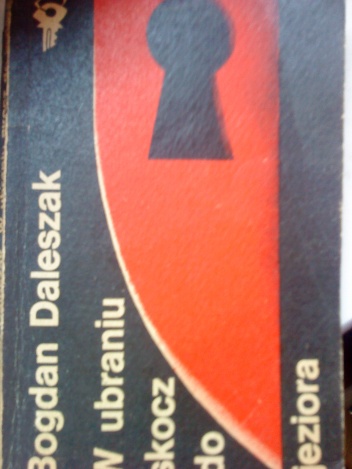 Bogdan Daleszak
W ubraniu
skocz
do
jeziora